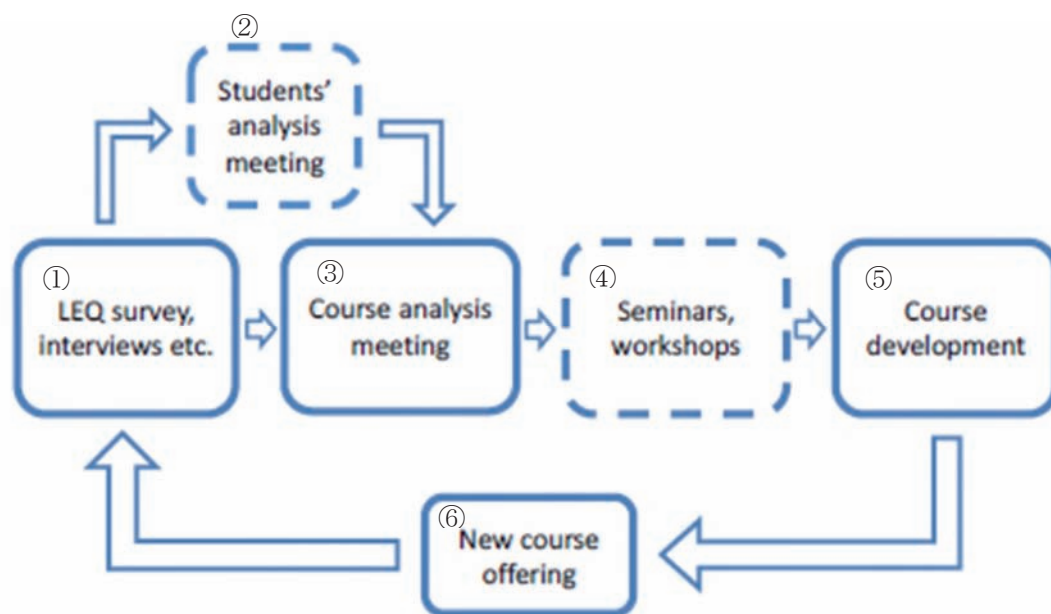 ②
Students’
analysis
meeting
①
LEQ survey,
interviews etc.
③
Course analysis
meeting
④
Seminars,
workshops
⑤
Course
development
⑥
New course
offering